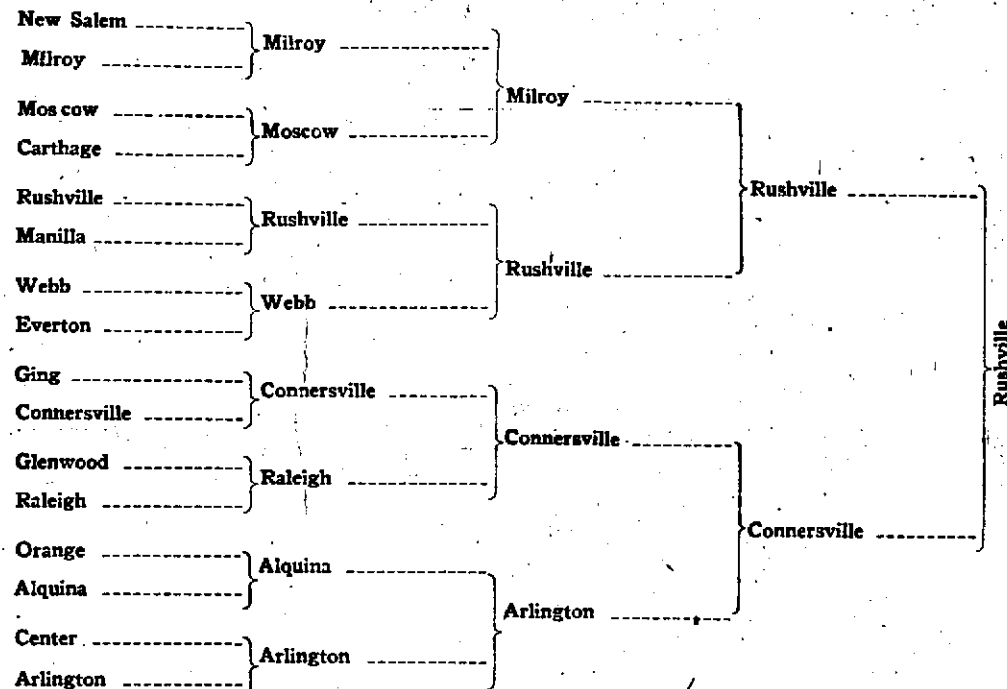 New Salem
Milroy
Milroy
Moscow
Carthage
Moscow
Milroy
Rushville
Manilla
Rushville
Webb
Everton
Webb
Rushville
Rushville
Ging
Connersville
Connersville
Glenwood
Raleigh
Raleigh
Connersville
Orange
Alquina
Alquina
Center
Arlington
Arlington
Arlington
Connersville
Rushville